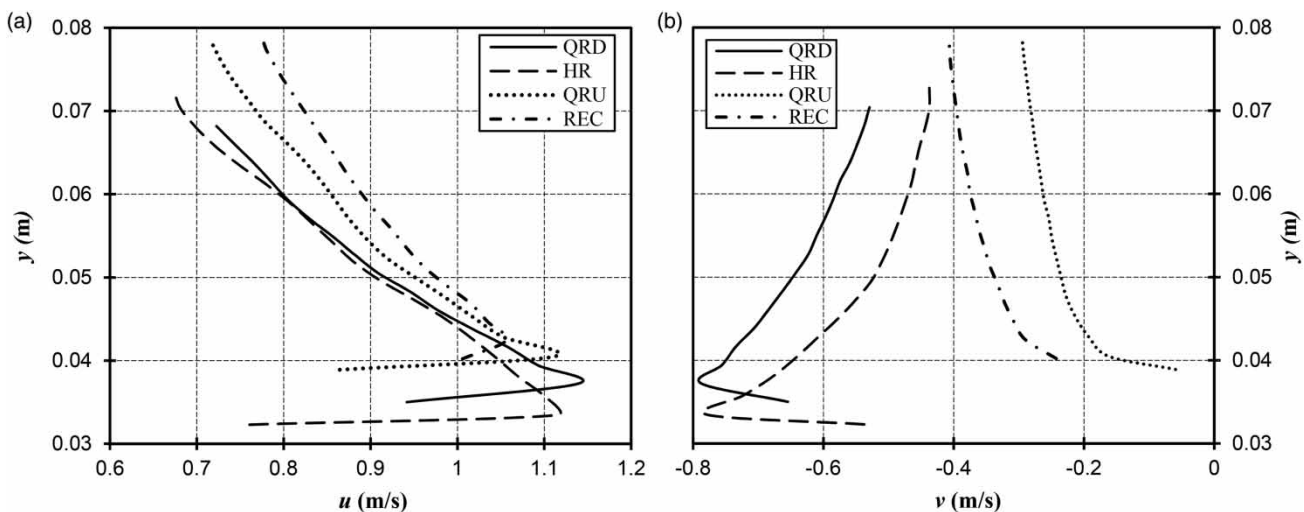 (a)
0.08
0.07
0.06
0.05
0.04
0.03
y (m)
0.6 0.7 0.8 0.9 1 1.1 1.2
u (m/s)
QRD
HR
QRU
REC
(b)
QRD
HR
QRU
REC
-0.8 -0.6 -0.4 -0.2 0
v (m/s)
0.08
0.07
0.06
0.05
0.04
0.03
y (m)